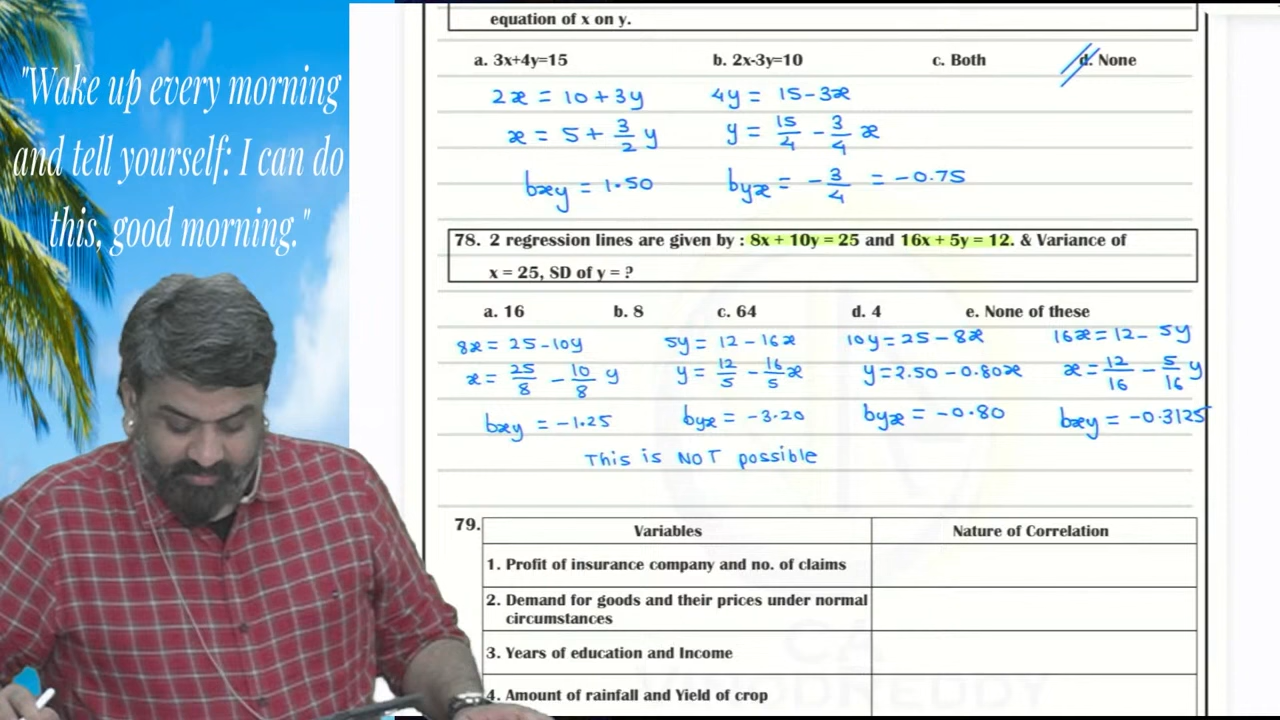 "Wake up every morning
and tell yourself: I can do
this, good morning."
equation of x on y.
a. 3x+4y=15 b. 2x-3y=10 c. Both d. None
2x = 10 + 3y 4y = 15 - 3x
x = 5 + 3/2 y y = 15/4 - 3/4 x
bxy = 1.50 byx = - 3/4 = -0.75
78. 2 regression lines are given by : 8x + 10y = 25 and 16x + 5y = 12. & Variance of
x = 25, SD of y = ?
a. 16 b. 8 c. 64 d. 4 e. None of these
8x = 25 - 10y 5y = 12 - 16x 10y = 25 - 8x 16x = 12 - 5y
x = 25/8 - 10/8 y y = 12/5 - 16/5 x y = 2.50 - 0.80x x = 12/16 - 5/16 y
bxy = -1.25 byx = -3.20 byx = -0.80 bxy = -0.3125
This is NOT possible
79. Variables Nature of Correlation
1. Profit of insurance company and no. of claims
2. Demand for goods and their prices under normal
circumstances
3. Years of education and Income
CA
4. Amount of rainfall and Yield of crop
VINODREDDY